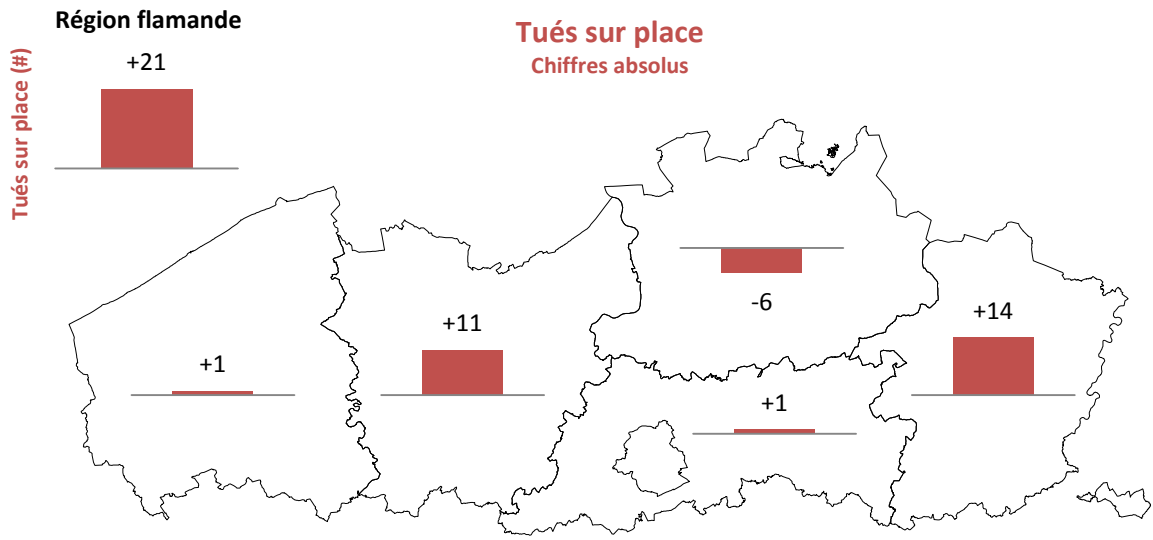 Région flamande
Tués sur place (#)
+21
Tués sur place
Chiffres absolus
-6
+11
+14
+1
+1